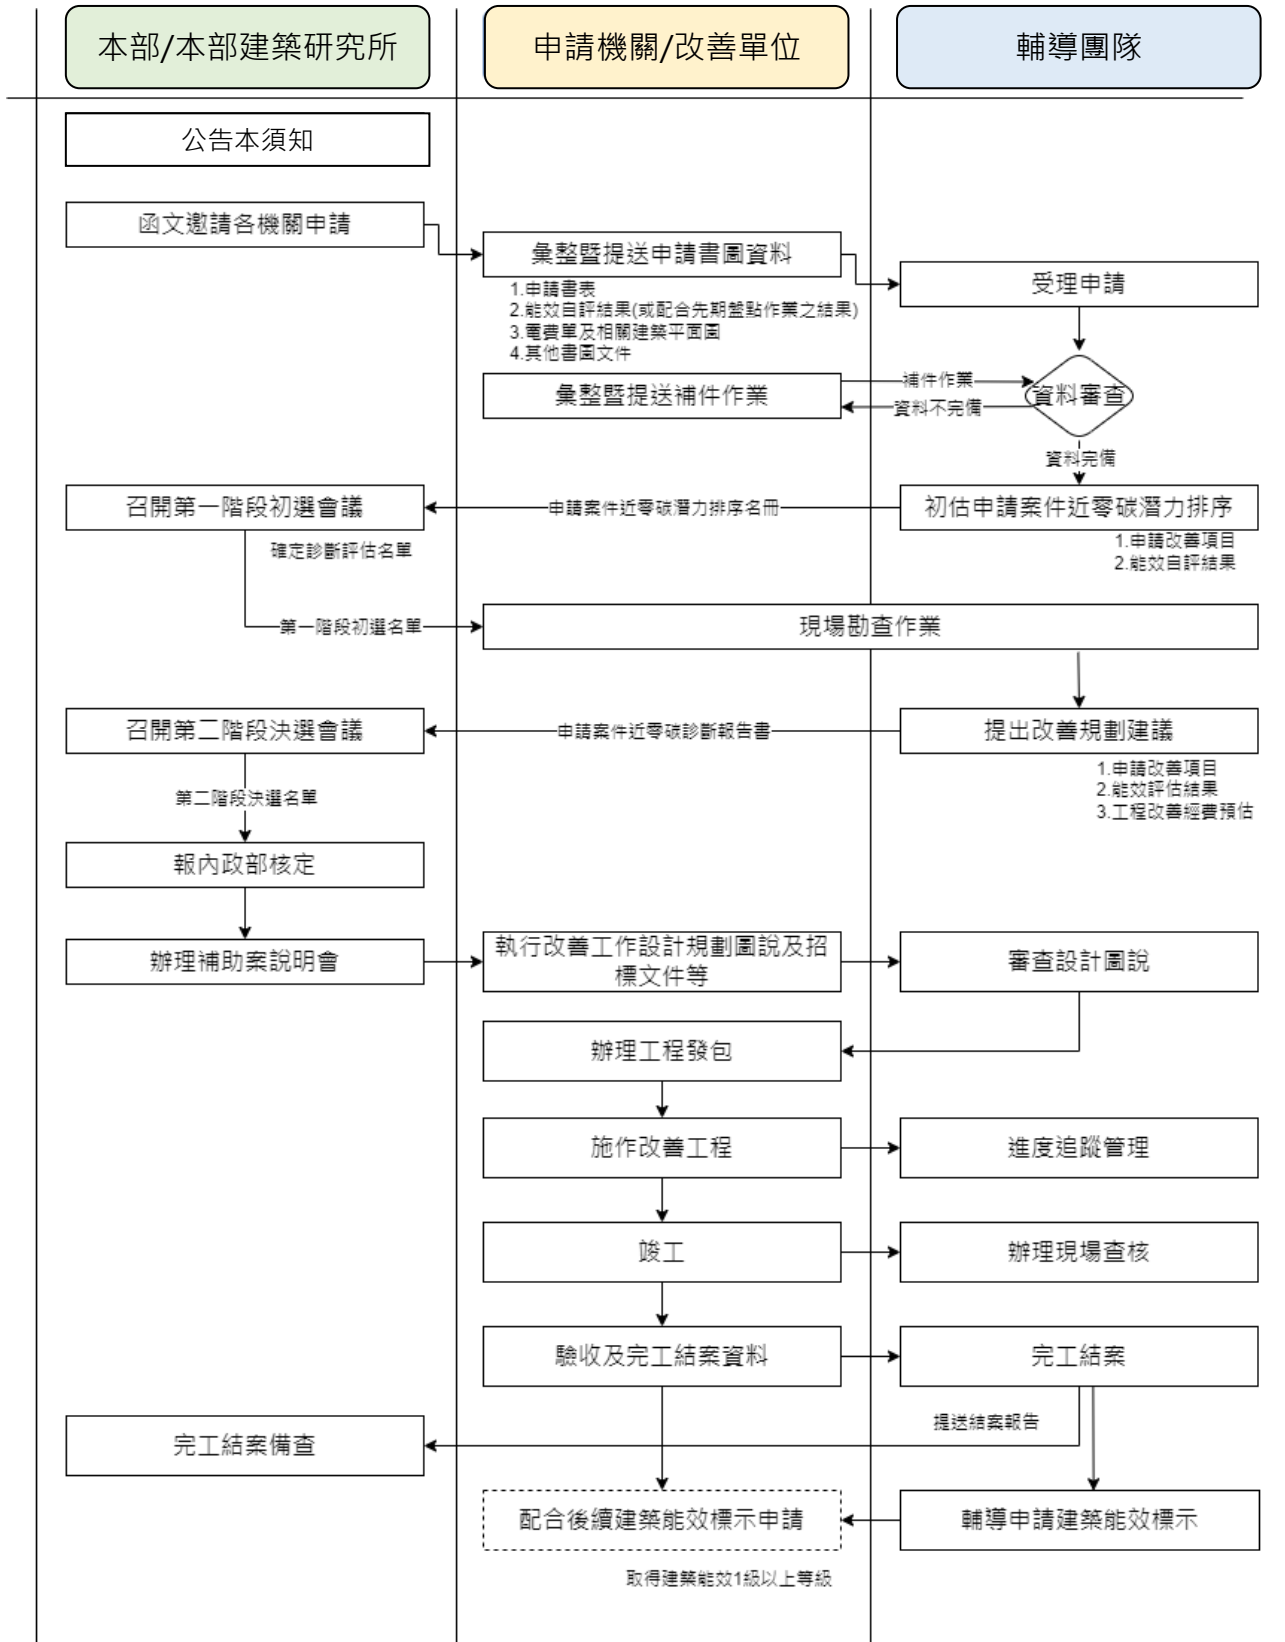 本部/本部建築研究所
申請機關/改善單位
輔導團隊
公告本須知
函文邀請各機關申請
彙整暨提送申請書圖資料
1.申請書表
2.能效自評結果(或配合先期盤點作業之結果)
3.電費單及相關建築平面圖
4.其他書圖文件
受理申請
彙整暨提送補件作業
補件作業
資料不完備
資料審查
資料完備
召開第一階段初選會議
申請案件近零碳潛力排序名冊
初估申請案件近零碳潛力排序
1.申請改善項目
2.能效自評結果
確定診斷評估名單
第一階段初選名單
現場勘查作業
召開第二階段決選會議
申請案件近零碳診斷報告書
提出改善規劃建議
1.申請改善項目
2.能效評估結果
3.工程改善經費預估
第二階段決選名單
報內政部核定
辦理補助案說明會
執行改善工作設計規劃圖說及招
標文件等
審查設計圖說
辦理工程發包
施作改善工程
進度追蹤管理
竣工
辦理現場查核
驗收及完工結案資料
完工結案
提送結案報告
完工結案備查
配合後續建築能效標示申請
輔導申請建築能效標示
取得建築能效1級以上等級